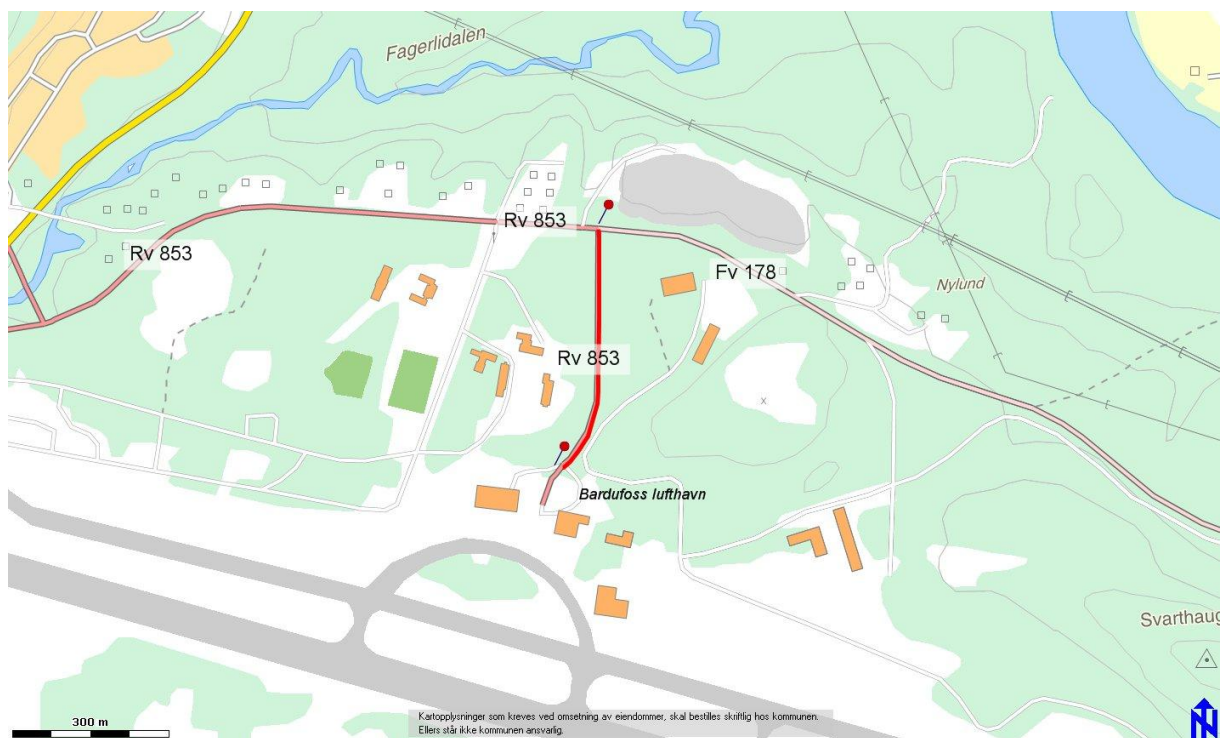 Fagerlidalen
Rv 853
Rv 853
Fv 178
Nylund
Rv 853
x
Bardufoss lufthavn
Svarthaug
300 m
Kartopplysninger som kreves ved omsetning av eiendommer, skal bestilles skriftlig hos kommunen.
Ellers står ikke kommunen ansvarlig.
N